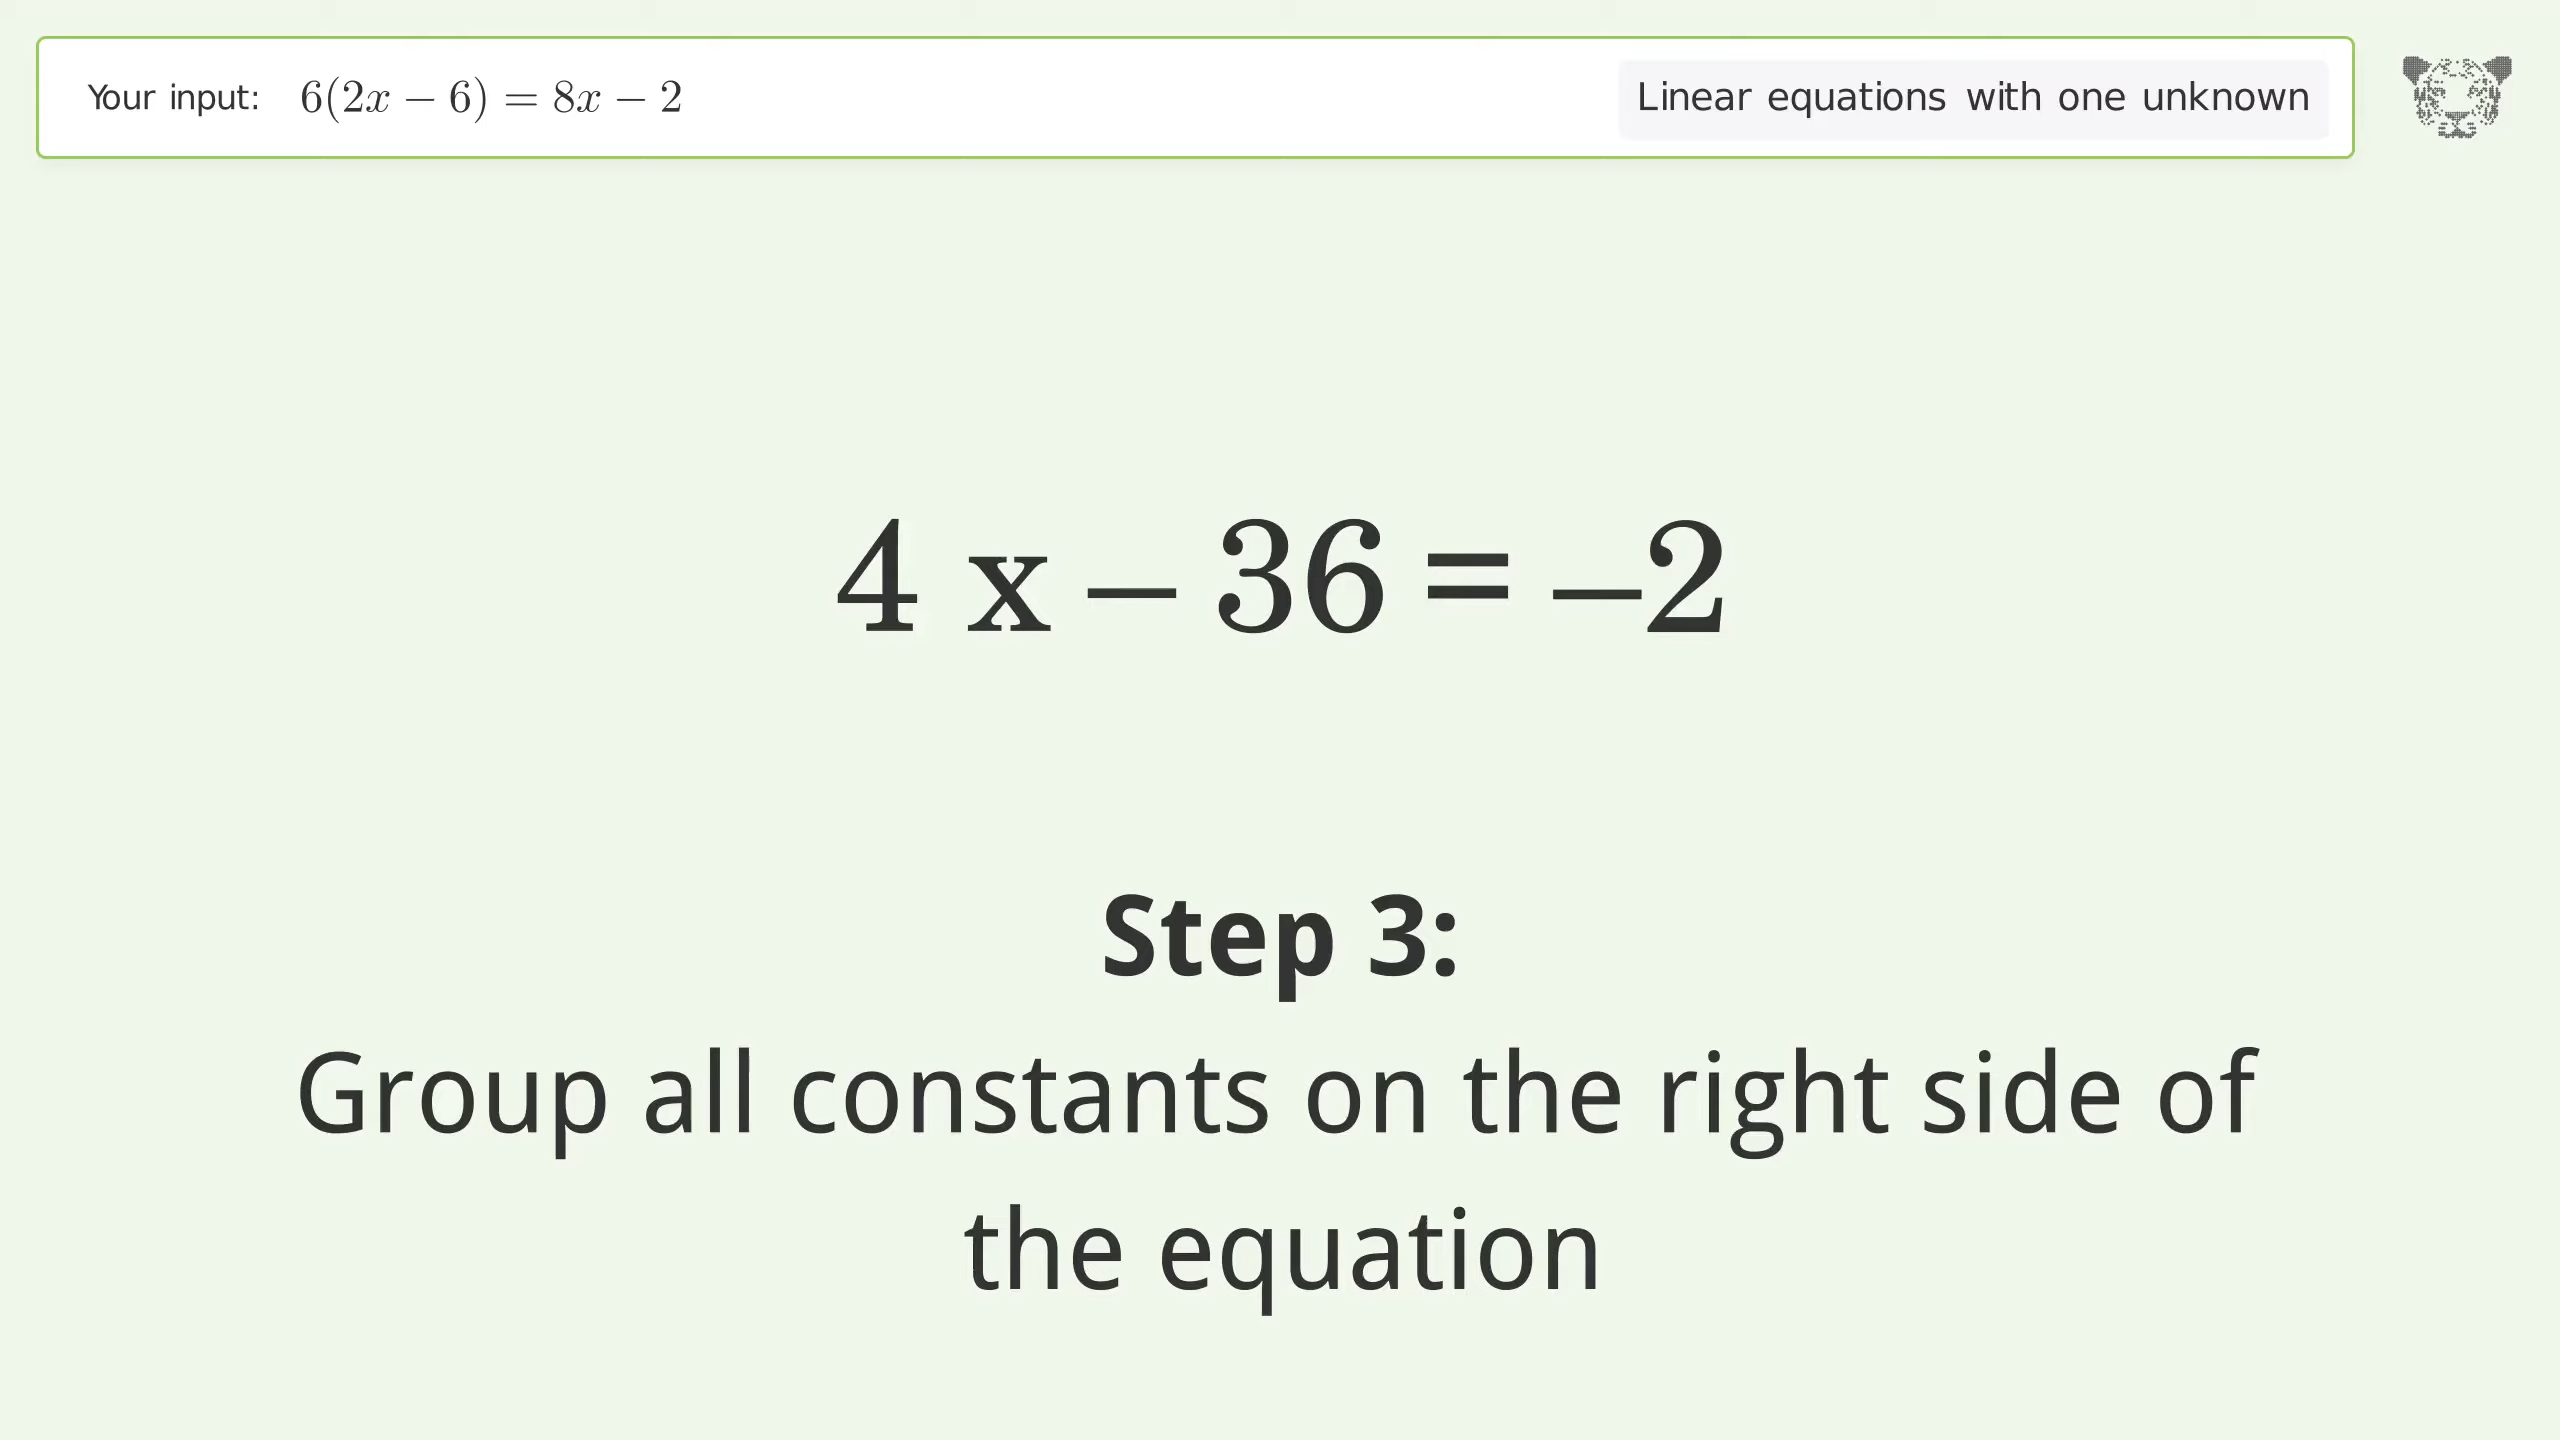 Your input: 6(2x − 6) = 8x − 2
Linear equations with one unknown
4 x – 36 = –2
Step 3:
Group all constants on the right side of
the equation